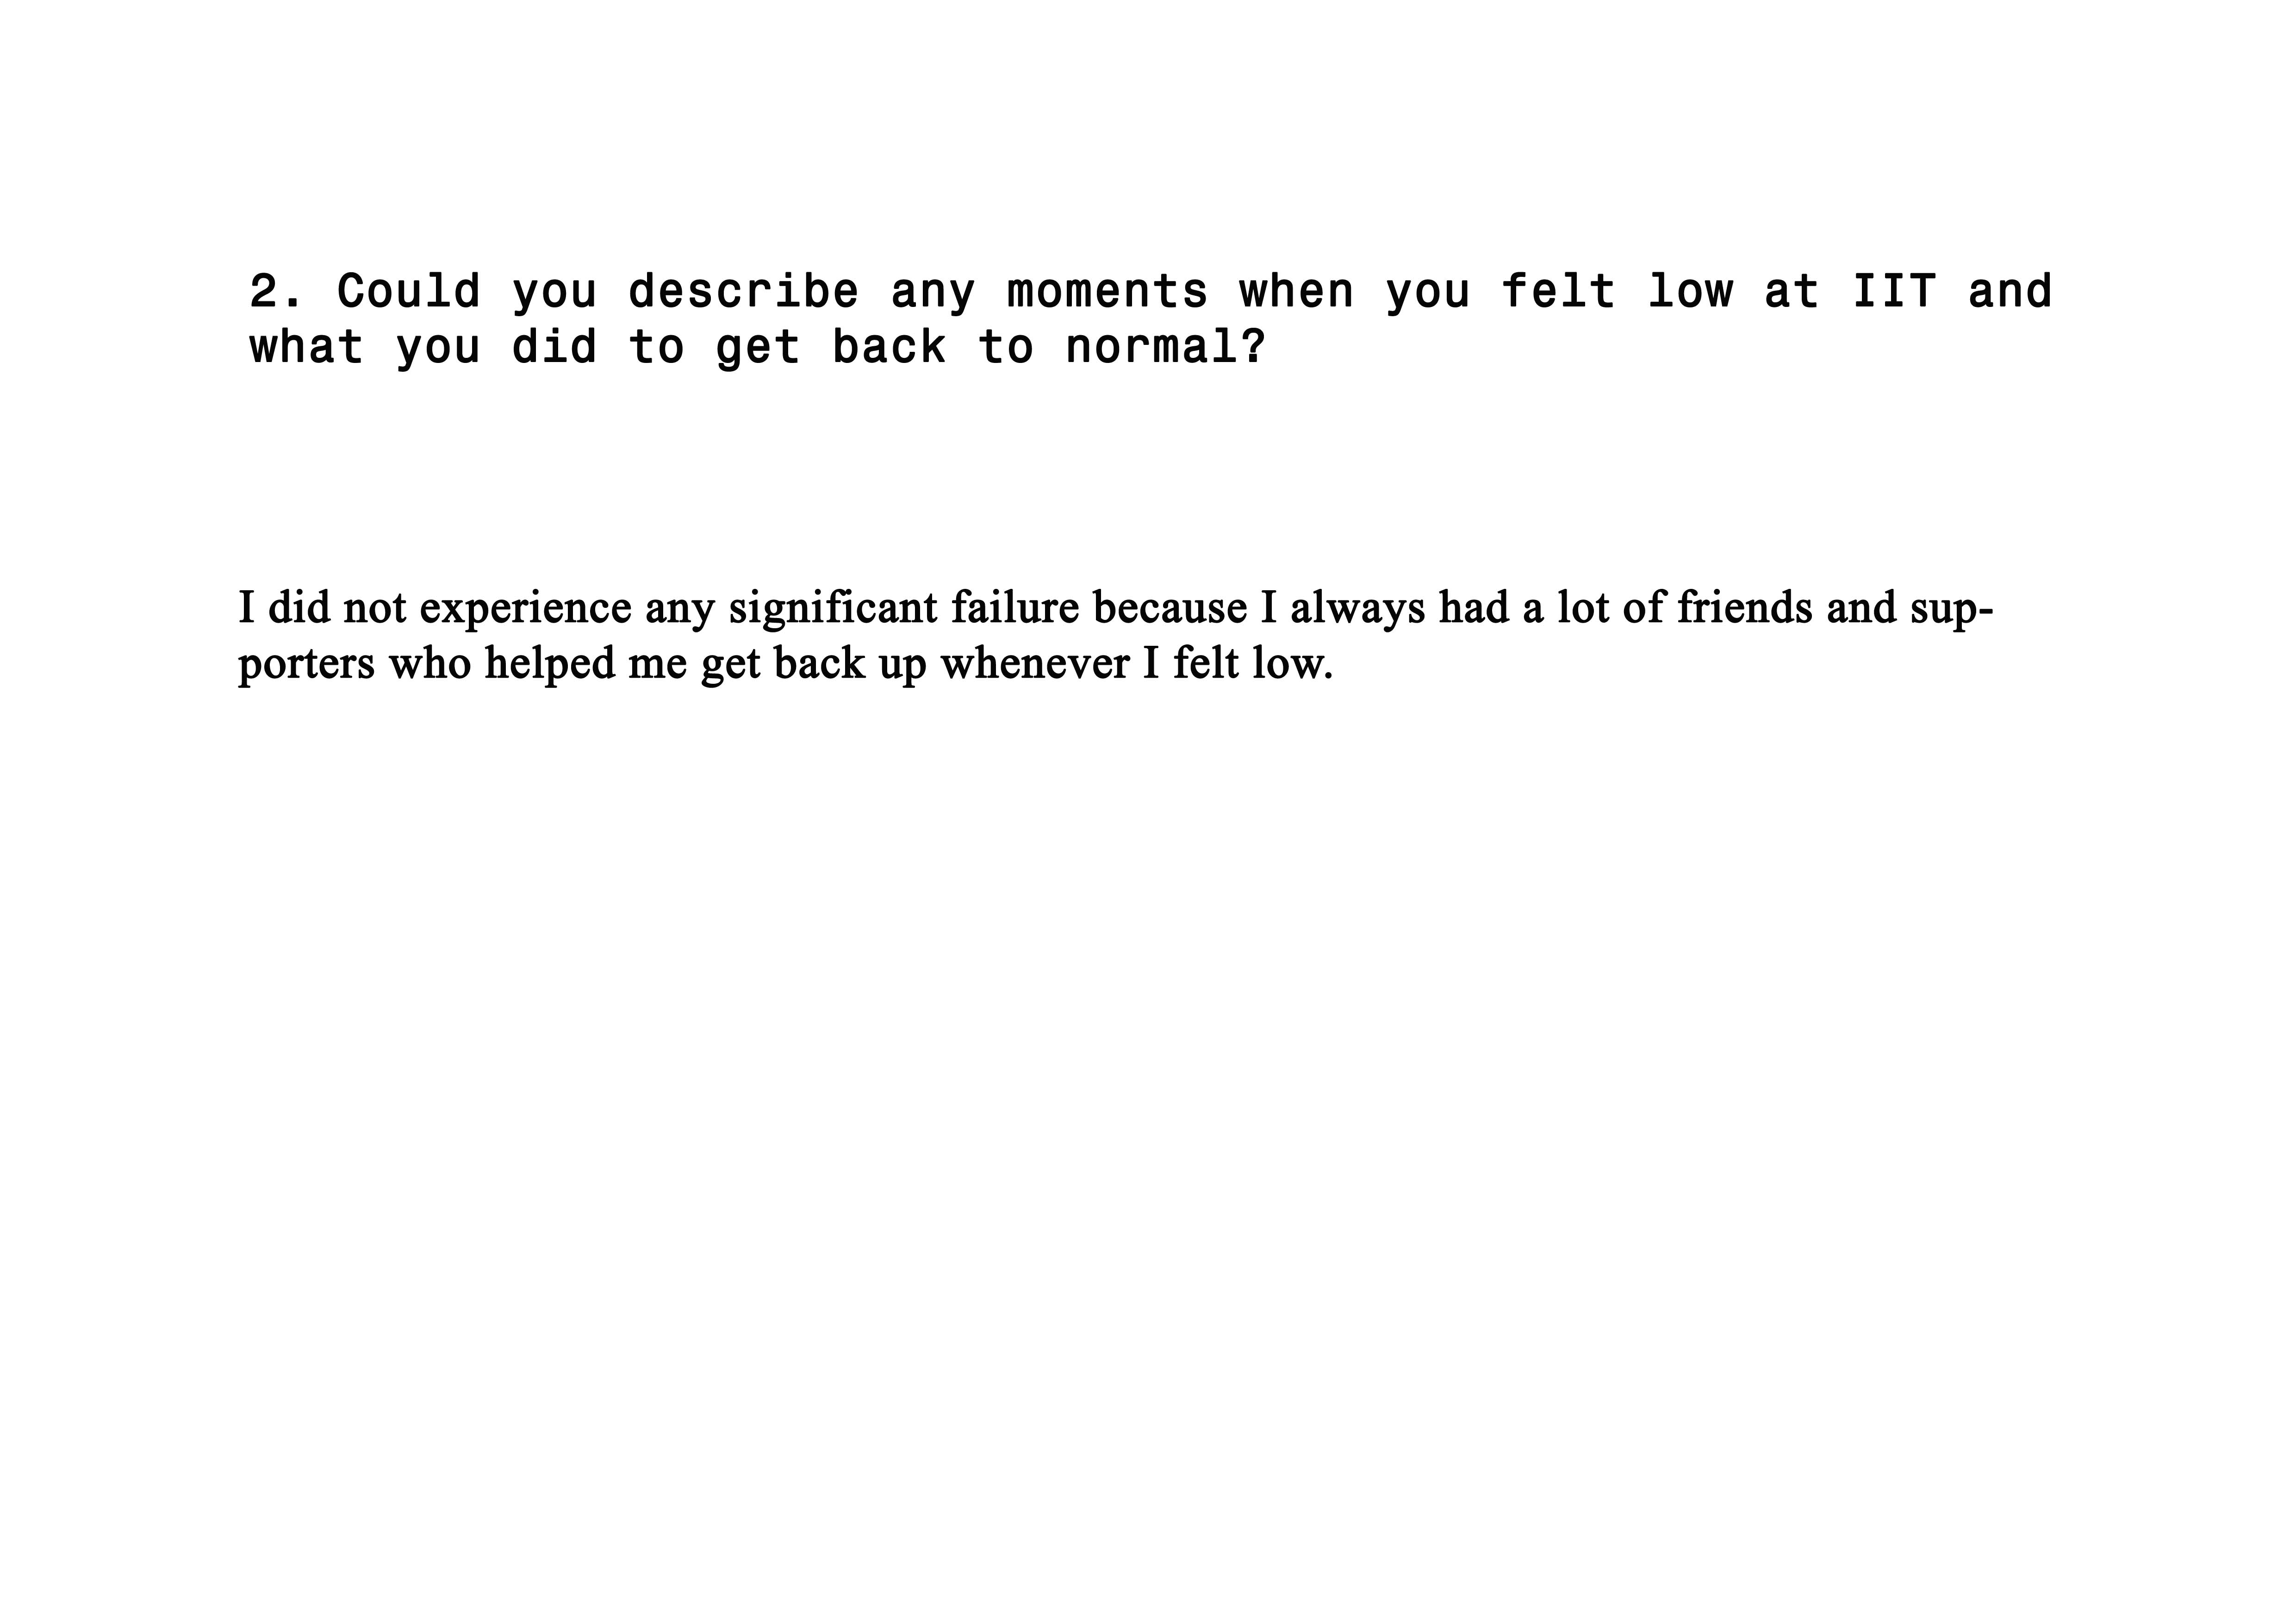 2. Could you describe any moments when you felt low at IIT and
what you did to get back to normal?
I did not experience any significant failure because I always had a lot of friends and sup-
porters who helped me get back up whenever I felt low.